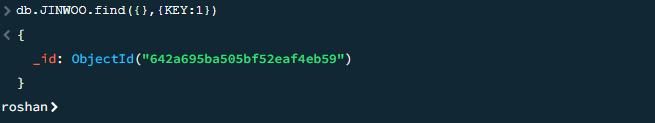 > db.JINWOO.find({},{KEY:1})
< {
_id: ObjectId("642a695ba505bf52eaf4eb59")
}
roshan>